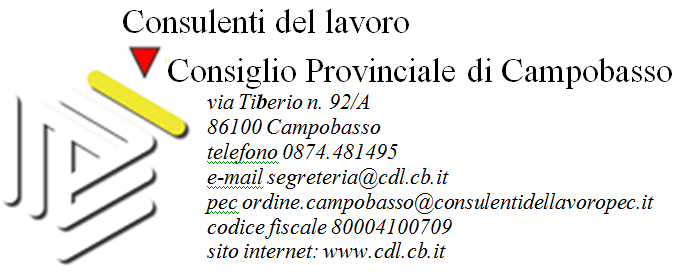 Consulenti del lavoro
Consiglio Provinciale di Campobasso
via Tiberio n. 92/A
86100 Campobasso
telefono 0874.481495
e-mail segreteria@cdl.cb.it
pec ordine.campobasso@consulentidellavoropec.it
codice fiscale 80004100709
sito internet: www.cdl.cb.it